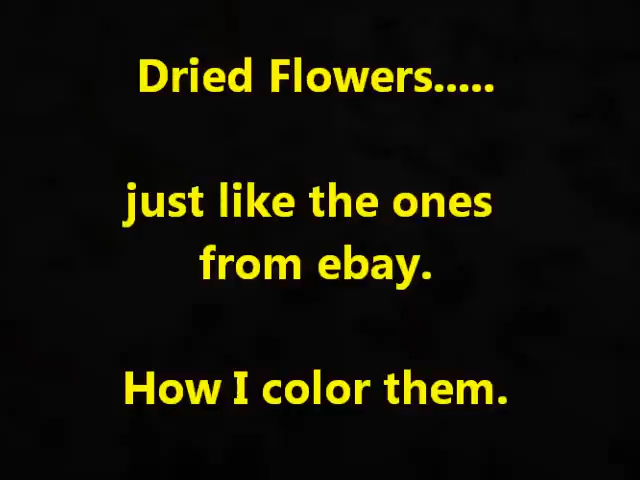 Dried Flowers.....
just like the ones
from ebay.
How I color them.